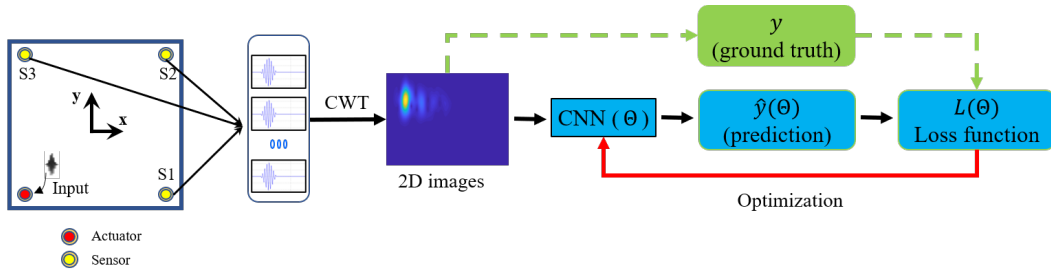 S3
S2
y
x
Input
S1
Actuator
Sensor
CWT
2D images
CNN ( Θ )
y
(ground truth)
ŷ(Θ)
(prediction)
L(Θ)
Loss function
Optimization